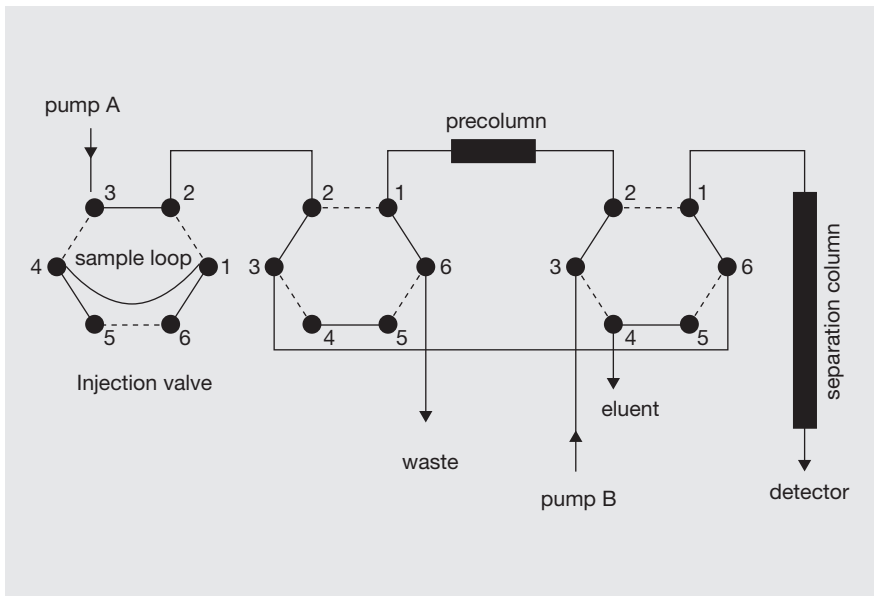 pump A
precolumn
3 2
2 1
2 1
4 sample loop 1
3 6
3 6
5 6
4 5
4 5
Injection valve
separation column
eluent
waste
pump B
detector